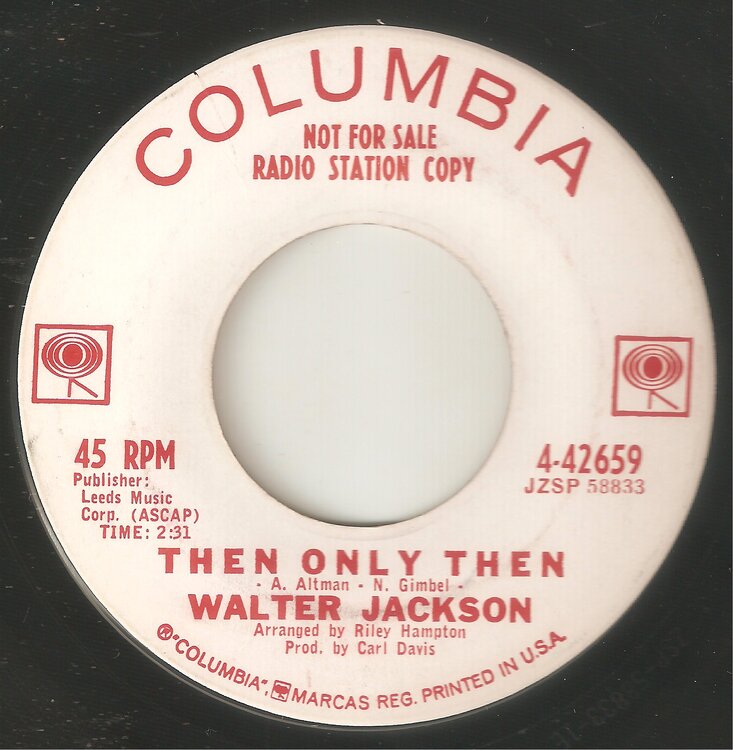 COLUMBIA
NOT FOR SALE
RADIO STATION COPY
45 RPM
Publisher:
Leeds Music
Corp. (ASCAP)
TIME: 2:31
4-42659
JZSP 58833
THEN ONLY THEN
- A. Altman - N. Gimbel -
WALTER JACKSON
Arranged by Riley Hampton
Prod. by Carl Davis
® "COLUMBIA", MARCAS REG. PRINTED IN U.S.A.